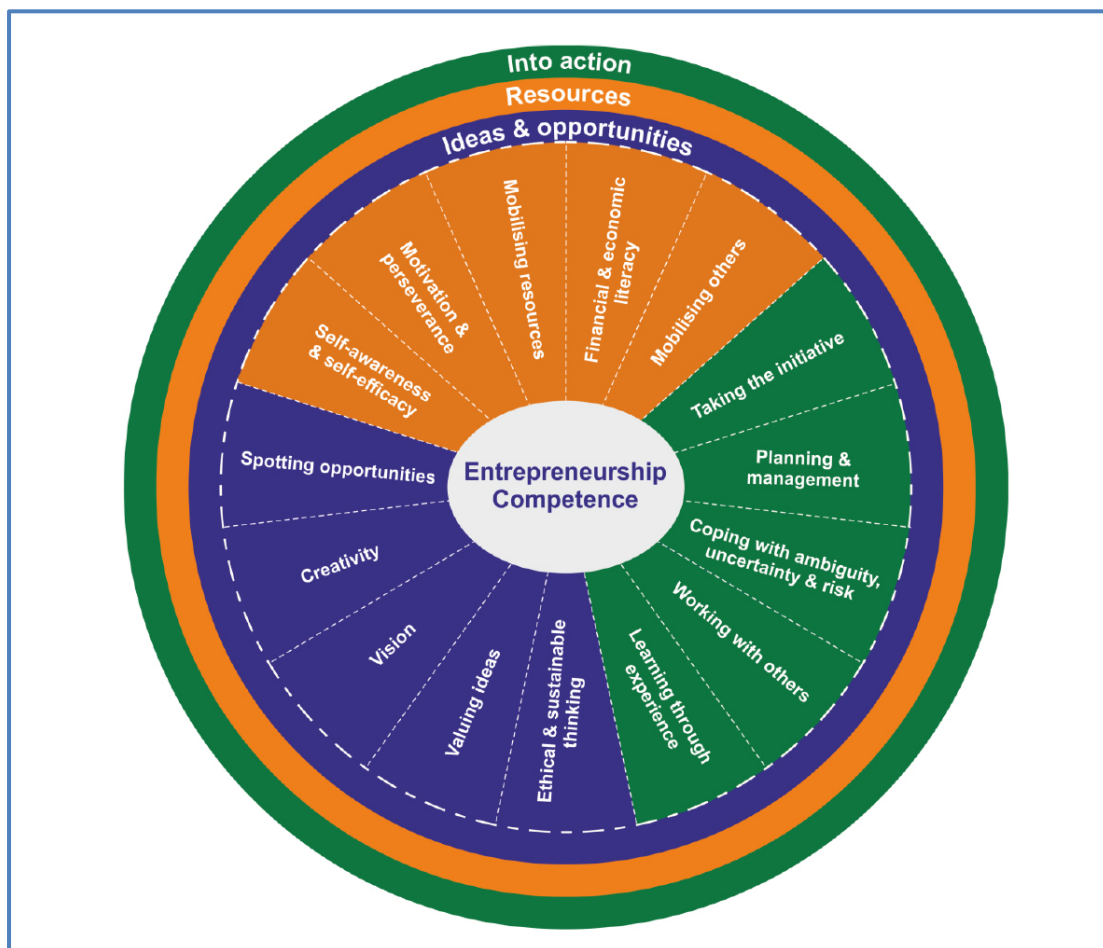 Into action
Resources
Ideas & opportunities
Mobilising resources
Financial & economic
literacy
Mobilising others
Motivation &
perseverance
Self-awareness
& self-efficacy
Taking the initiative
Planning &
management
Coping with ambiguity,
uncertainty & risk
Working with others
Learning through
experience
Ethical & sustainable
thinking
Valuing ideas
Vision
Creativity
Spotting opportunities
Entrepreneurship
Competence